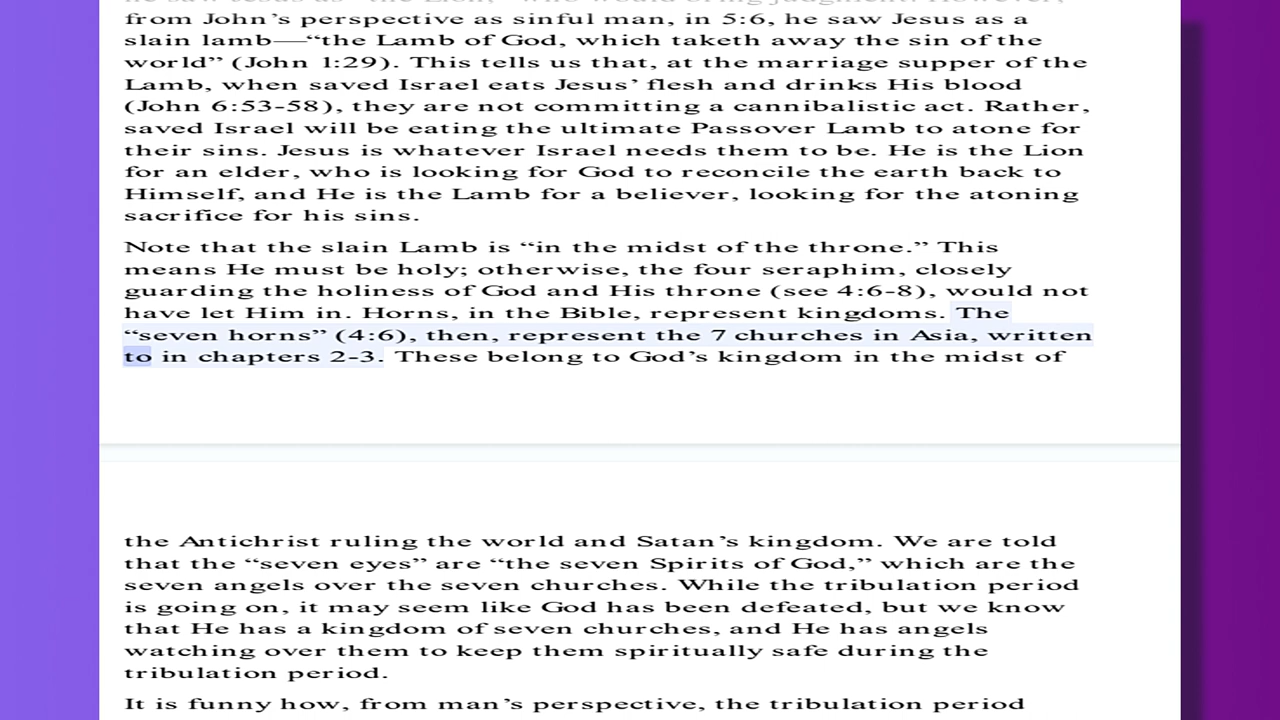 he saw Jesus as “the Lion,” who would bring judgment. However,
from John’s perspective as sinful man, in 5:6, he saw Jesus as a
slain lamb—“the Lamb of God, which taketh away the sin of the
world” (John 1:29). This tells us that, at the marriage supper of the
Lamb, when saved Israel eats Jesus’ flesh and drinks His blood
(John 6:53-58), they are not committing a cannibalistic act. Rather,
saved Israel will be eating the ultimate Passover Lamb to atone for
their sins. Jesus is whatever Israel needs them to be. He is the Lion
for an elder, who is looking for God to reconcile the earth back to
Himself, and He is the Lamb for a believer, looking for the atoning
sacrifice for his sins.
Note that the slain Lamb is “in the midst of the throne.” This
means He must be holy; otherwise, the four seraphim, closely
guarding the holiness of God and His throne (see 4:6-8), would not
have let Him in. Horns, in the Bible, represent kingdoms. The
“seven horns” (4:6), then, represent the 7 churches in Asia, written
to in chapters 2-3. These belong to God’s kingdom in the midst of
the Antichrist ruling the world and Satan’s kingdom. We are told
that the “seven eyes” are “the seven Spirits of God,” which are the
seven angels over the seven churches. While the tribulation period
is going on, it may seem like God has been defeated, but we know
that He has a kingdom of seven churches, and He has angels
watching over them to keep them spiritually safe during the
tribulation period.
It is funny how, from man’s perspective, the tribulation period